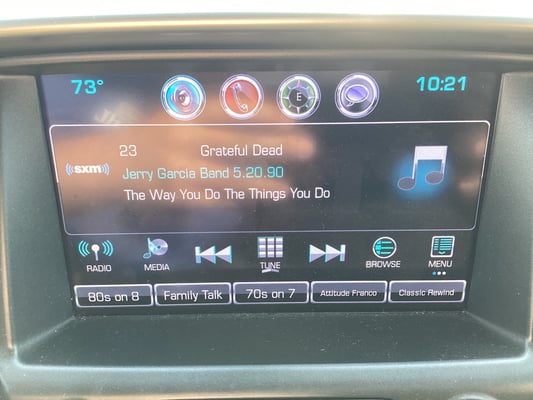 73° 10:21
E
23 Grateful Dead
sxm
Jerry Garcia Band 5.20.90
The Way You Do The Things You Do
RADIO MEDIA TUNE BROWSE MENU
80s on 8 Family Talk 70s on 7 Attitude Franco Classic Rewind